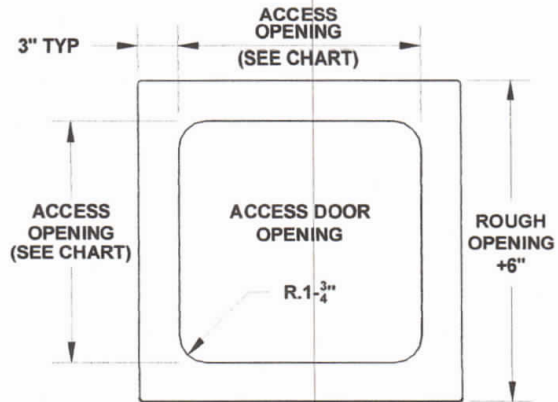 ACCESS
OPENING
(SEE CHART)
3" TYP
ACCESS
OPENING
(SEE CHART)
ACCESS DOOR
OPENING
R.1-3/4"
ROUGH
OPENING
+6"